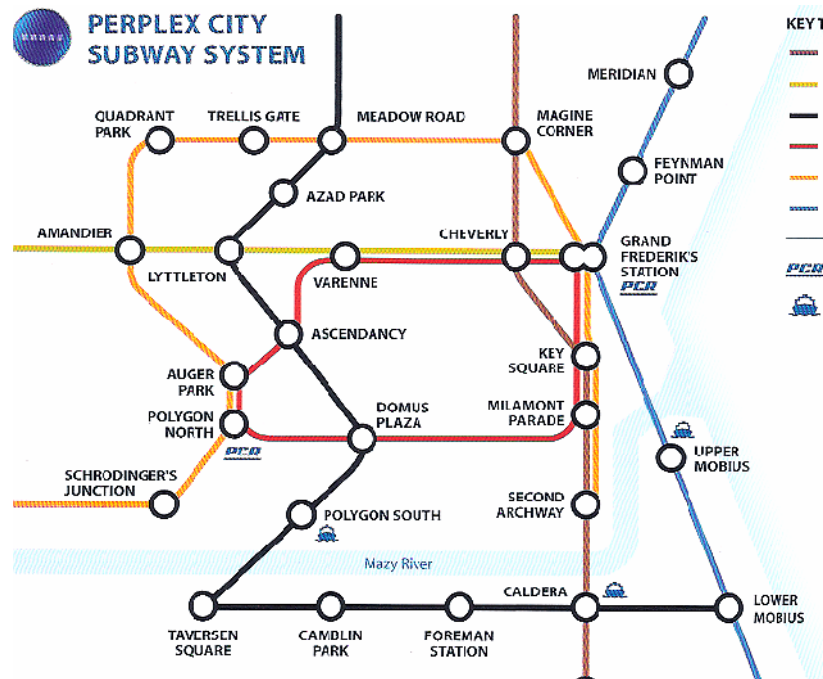 PERPLEX CITY
SUBWAY SYSTEM
KEY T
MERIDIAN
QUADRANT
PARK
TRELLIS GATE
MEADOW ROAD
MAGINE
CORNER
FEYNMAN
POINT
AZAD PARK
AMANDIER
CHEVERLY
GRAND
FREDERIK'S
STATION
PCR
LYTTLETON
VARENNE
PCR
ASCENDANCY
KEY
SQUARE
AUGER
PARK
DOMUS
PLAZA
MILAMONT
PARADE
POLYGON
NORTH
PCR
UPPER
MOBIUS
SCHRODINGER'S
JUNCTION
SECOND
ARCHWAY
POLYGON SOUTH
Mazy River
CALDERA
LOWER
MOBIUS
TAVERSEN
SQUARE
CAMBLIN
PARK
FOREMAN
STATION